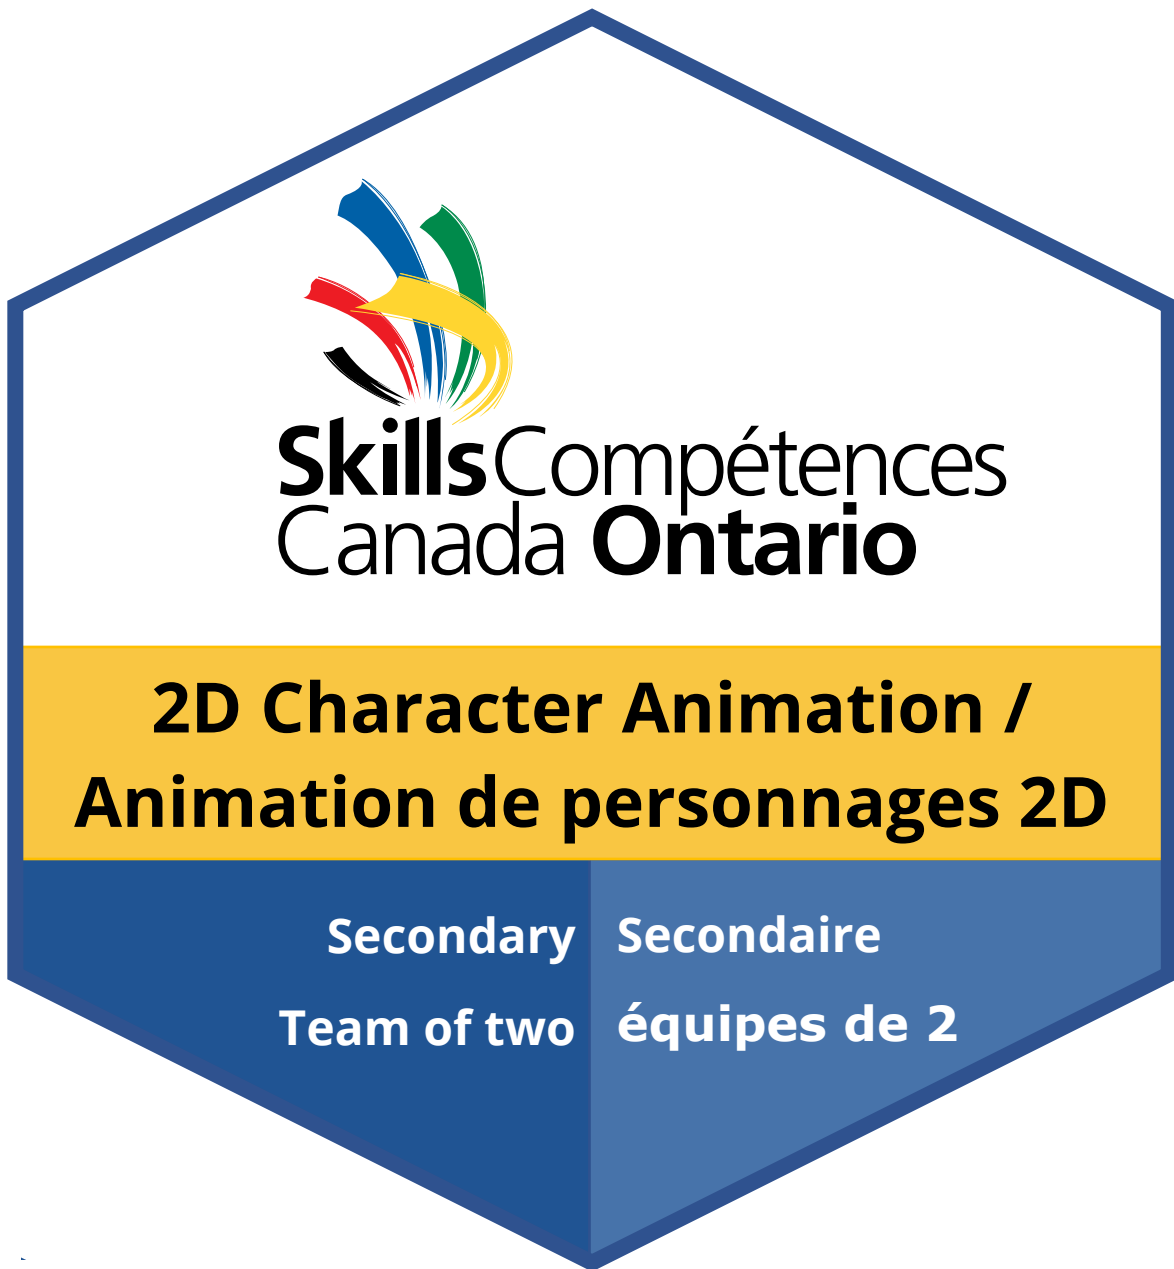 Skills Compétences
Canada Ontario
2D Character Animation /
Animation de personnages 2D
Secondary
Team of two
Secondaire
équipes de 2